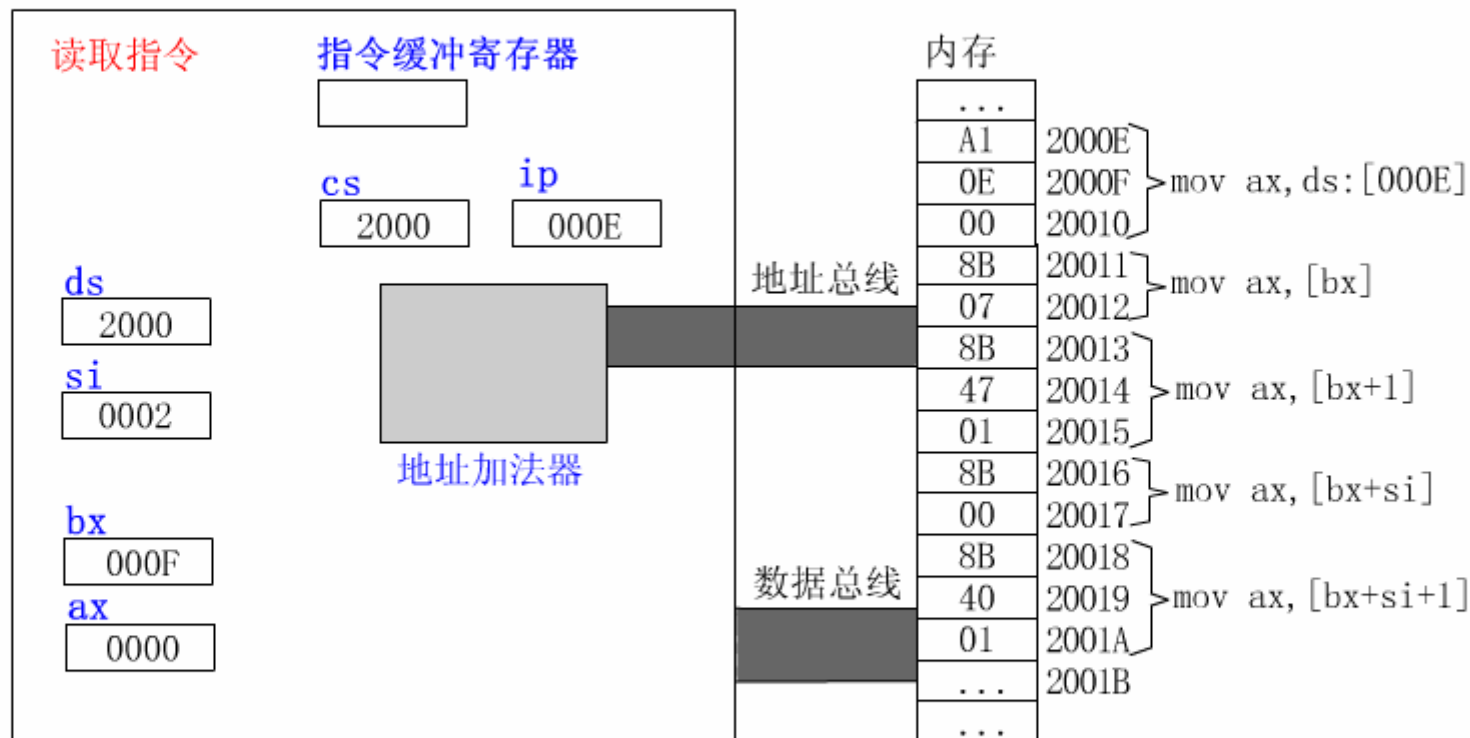 读取指令
指令缓冲寄存器
cs
ip
2000
000E
ds
2000
si
0002
地址加法器
bx
000F
ax
0000
地址总线
数据总线
内存
...
A1 2000E
0E 2000F mov ax,ds:[000E]
00 20010
8B 20011
mov ax,[bx]
07 20012
8B 20013
47 20014 mov ax,[bx+1]
01 20015
8B 20016
mov ax,[bx+si]
00 20017
8B 20018
40 20019 mov ax,[bx+si+1]
01 2001A
... 2001B
...